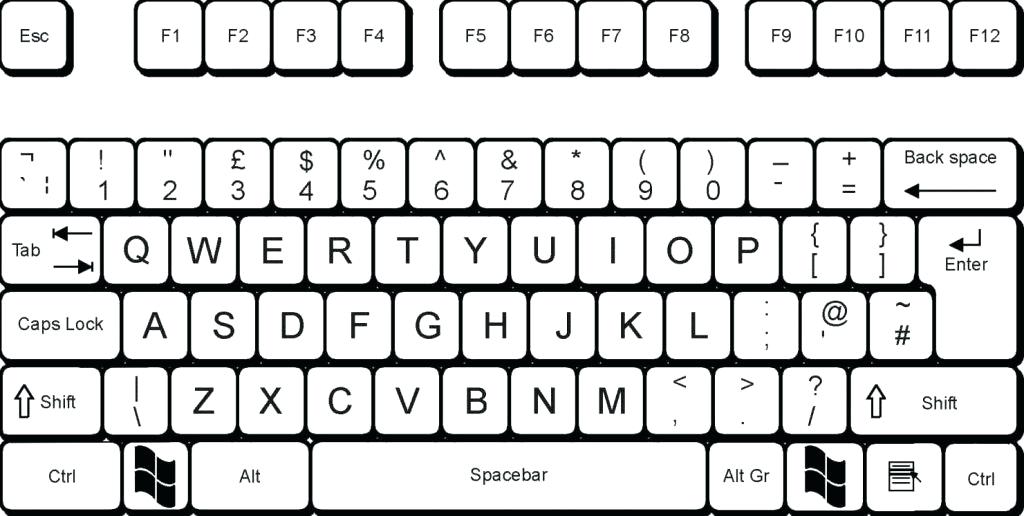 Esc F1 F2 F3 F4 F5 F6 F7 F8 F9 F10 F11 F12
¬ ! " £ $ % ^ & * ( ) _ + Back space
` ¦ 1 2 3 4 5 6 7 8 9 0 - =
Tab Q W E R T Y U I O P { [ } ] Enter
Caps Lock A S D F G H J K L : ; @ ' ~ #
Shift | \ Z X C V B N M < , > . ? / Shift
Ctrl Alt Spacebar Alt Gr Ctrl